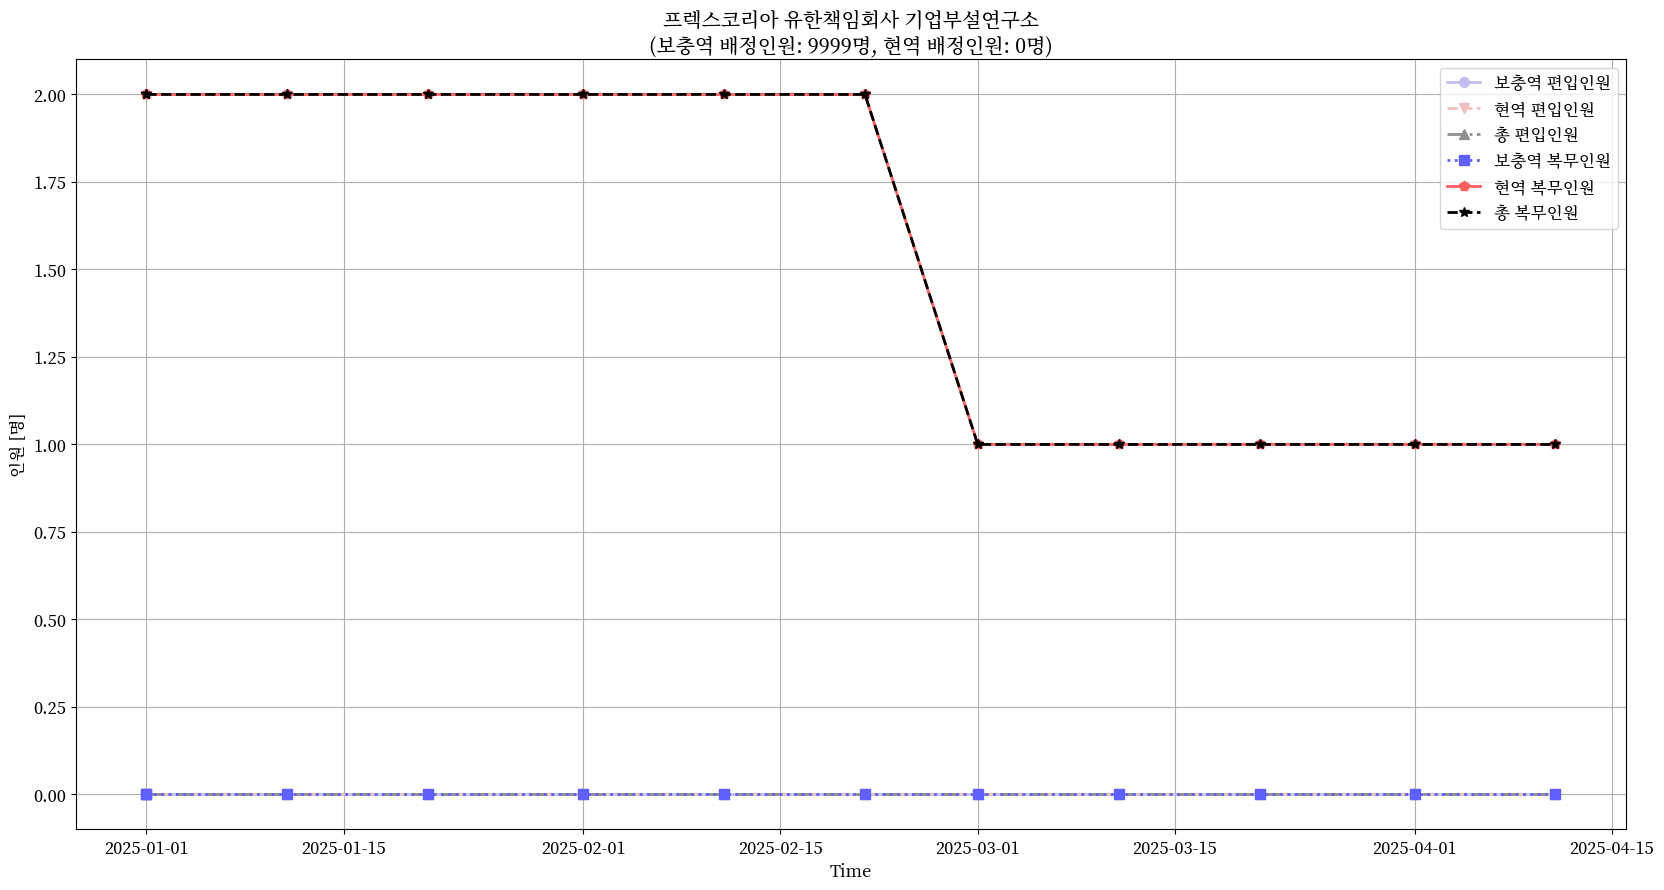 프렉스코리아 유한책임회사 기업부설연구소
(보충역 배정인원: 9999명, 현역 배정인원: 0명)
보충역 편입인원
현역 편입인원
총 편입인원
보충역 복무인원
현역 복무인원
총 복무인원
2.00
1.75
1.50
1.25
1.00
0.75
0.50
0.25
0.00
인원 [명]
2025-01-01
2025-01-15
2025-02-01
2025-02-15
2025-03-01
2025-03-15
2025-04-01
2025-04-15
Time